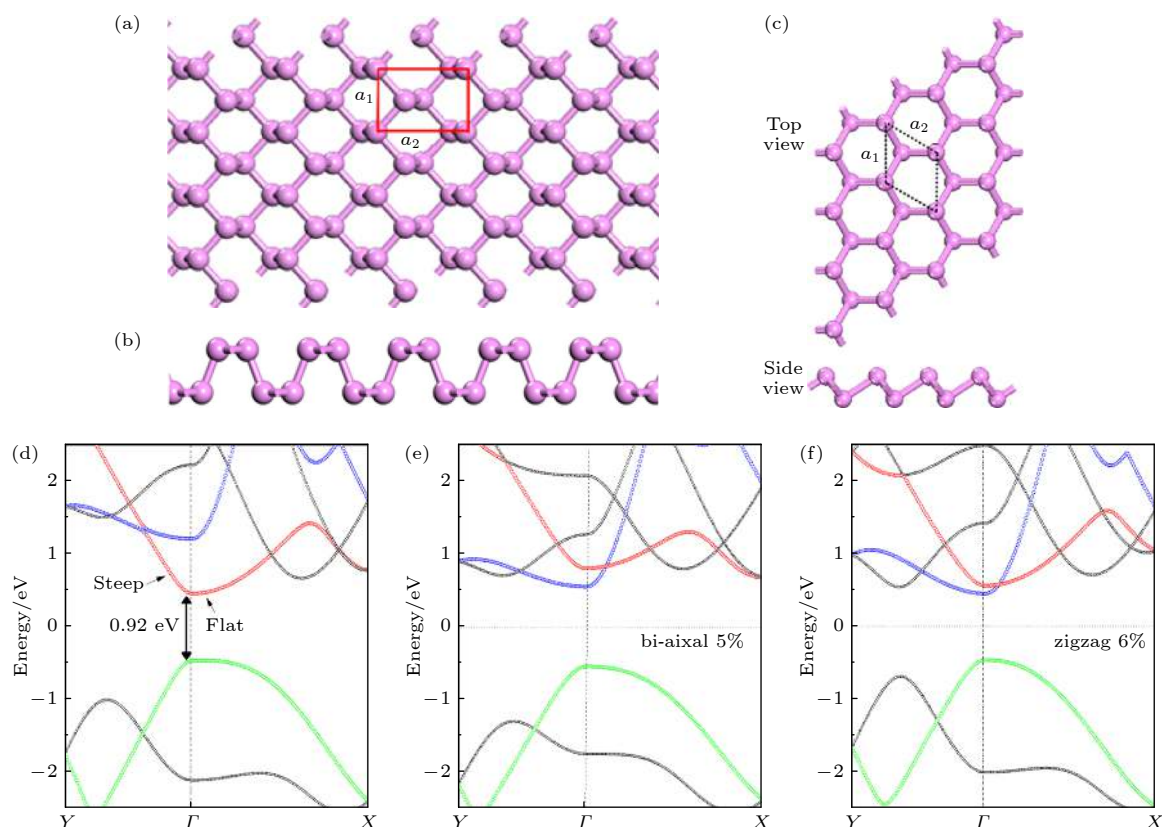 (a)
a1
a2
(b)
(c)
Top
view
a2
a1
Side
view
(d)
2
1
0
−1
−2
Energy/eV
Steep
Flat
0.92 eV
Y
Γ
X
(e)
2
1
0
−1
−2
Energy/eV
bi-aixal 5%
Y
Γ
X
(f)
2
1
0
−1
−2
Energy/eV
zigzag 6%
Y
Γ
X